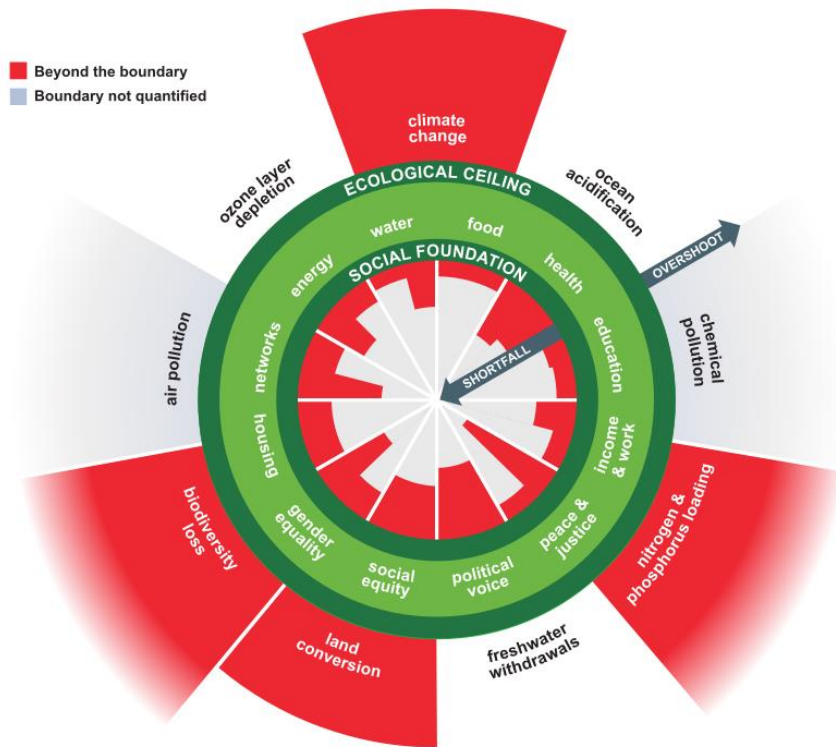 Beyond the boundary
Boundary not quantified
climate
change
ozone layer
depletion
ocean
acidification
ECOLOGICAL CEILING
OVERSHOOT
water
food
energy
health
SOCIAL FOUNDATION
SHORTFALL
networks
education
air pollution
chemical
pollution
housing
income
& work
gender
equality
peace &
justice
social
equity
political
voice
biodiversity
loss
nitrogen &
phosphorus loading
land
conversion
freshwater
withdrawals